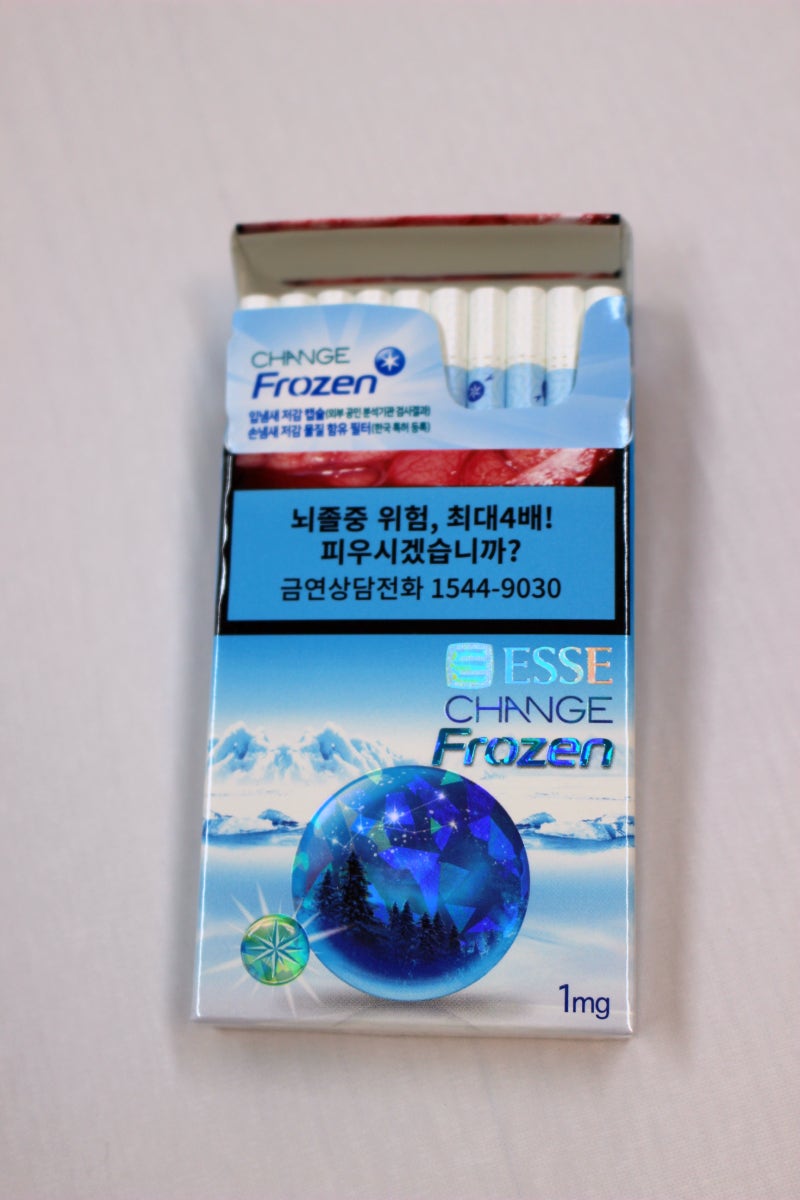 CHANGE
Frozen
입냄새 저감 캡슐(외부 공인 분석기관 검사결과)
손냄새 저감 물질 함유 필터(한국 특허 등록)
뇌졸중 위험, 최대4배!
피우시겠습니까?
금연상담전화 1544-9030
ESSE
CHANGE
Frozen
1mg